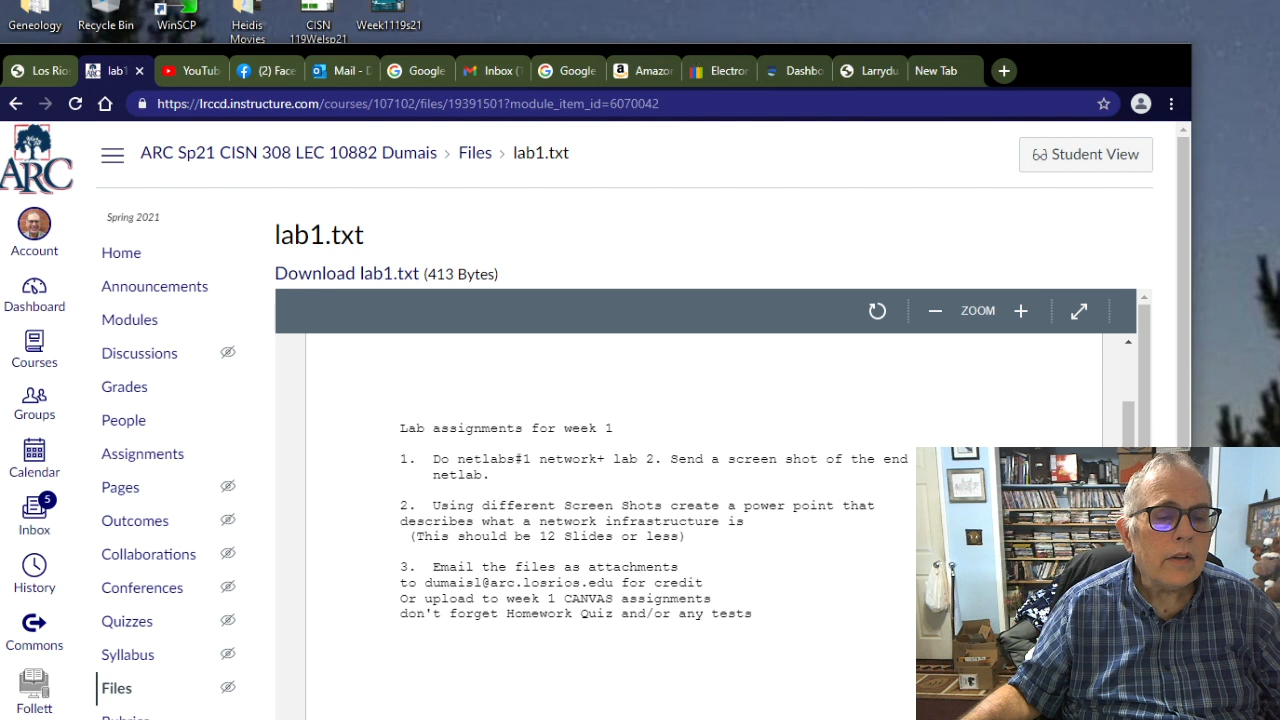 Geneology
Recycle Bin
WinSCP
Heidis
Movies
CISN
119Welsp21
Week1119s21
Los Rio
lab1
YouTub
(2) Face
Mail - D
Google
Inbox (
Google
Amazo
Electror
Dashbo
Larrydu
New Tab
https://lrccd.instructure.com/courses/107102/files/19391501?module_item_id=6070042
ARC
ARC Sp21 CISN 308 LEC 10882 Dumais > Files > lab1.txt
Student View
Account
Dashboard
Courses
Groups
Calendar
5
Inbox
History
Commons
Follett
Spring 2021
Home
Announcements
Modules
Discussions
Grades
People
Assignments
Pages
Outcomes
Collaborations
Conferences
Quizzes
Syllabus
Files
Rubrics
lab1.txt
Download lab1.txt (413 Bytes)
ZOOM
Lab assignments for week 1
1. Do netlabs#1 network+ lab 2. Send a screen shot of the end
netlab.
2. Using different Screen Shots create a power point that
describes what a network infrastructure is
(This should be 12 Slides or less)
3. Email the files as attachments
to dumaisl@arc.losrios.edu for credit
Or upload to week 1 CANVAS assignments
don't forget Homework Quiz and/or any tests